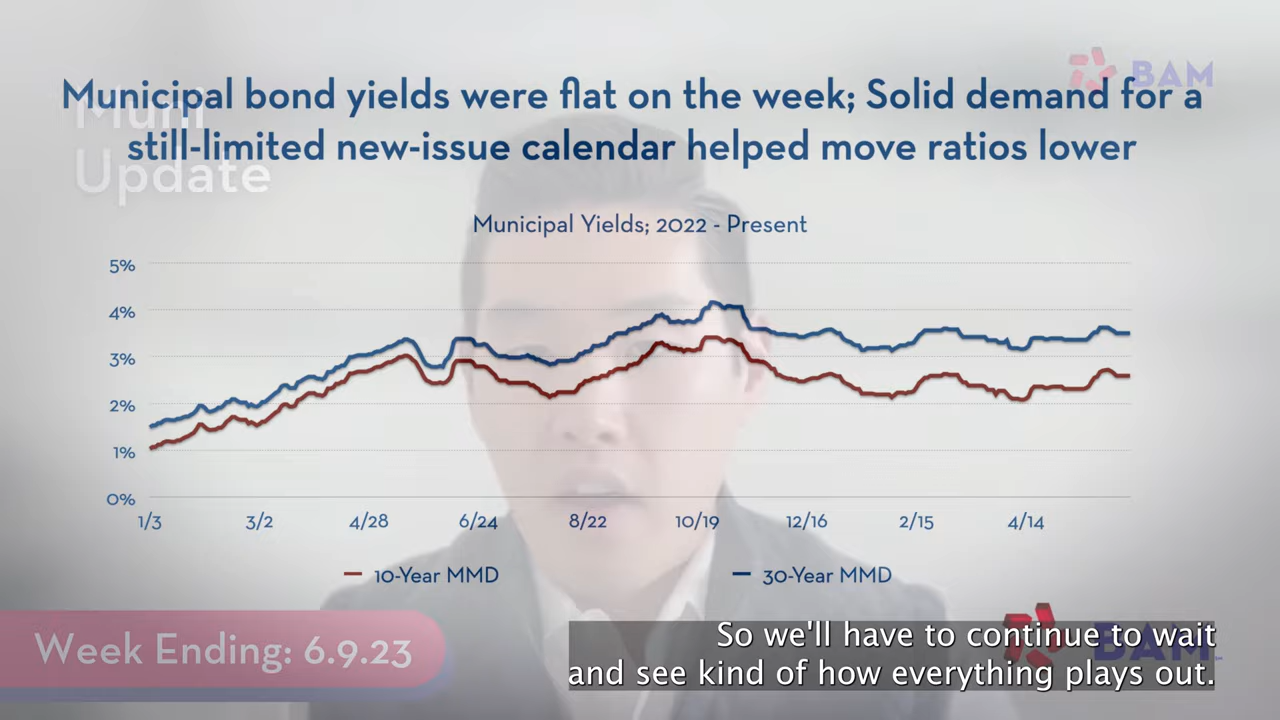 BAM
Muni
Update
Municipal bond yields were flat on the week; Solid demand for a
still-limited new-issue calendar helped move ratios lower
Municipal Yields; 2022 - Present
5%
4%
3%
2%
1%
0%
1/3 3/2 4/28 6/24 8/22 10/19 12/16 2/15 4/14
10-Year MMD 30-Year MMD
Week Ending: 6.9.23
BAM
So we'll have to continue to wait
and see kind of how everything plays out.